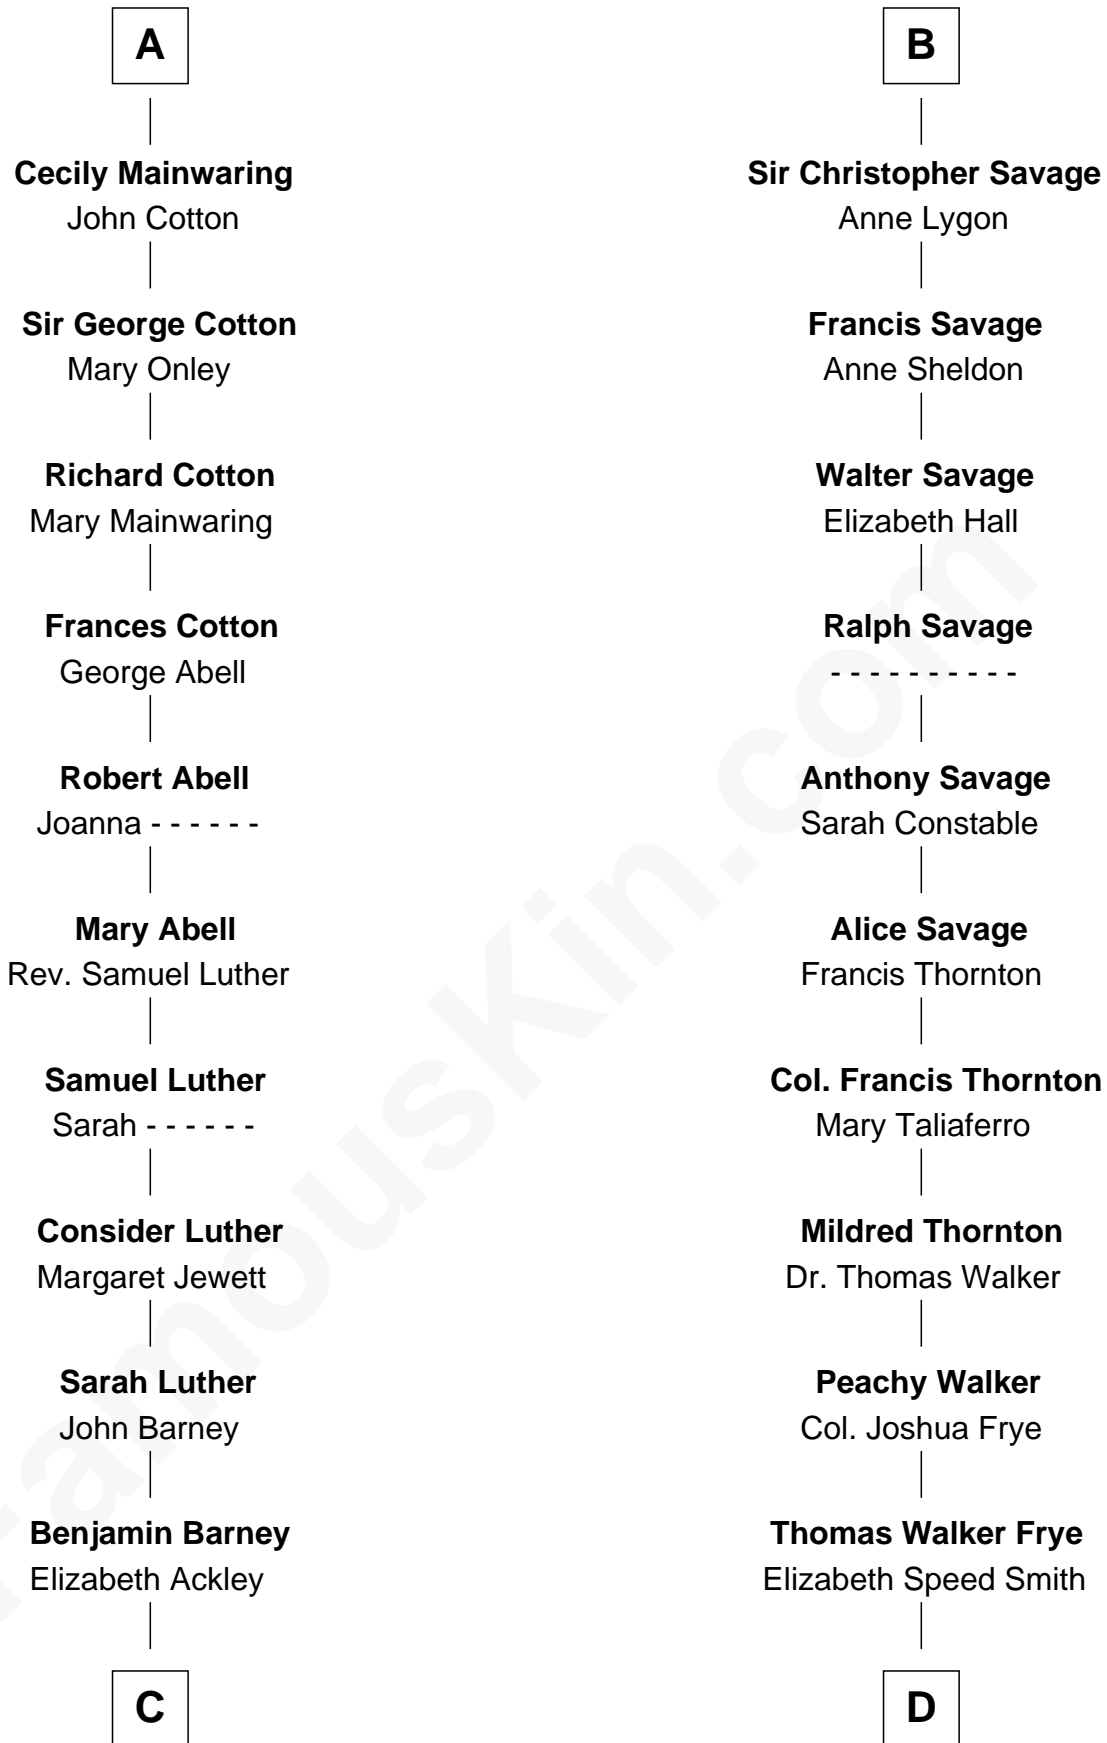 A
Cecily Mainwaring
John Cotton
Sir George Cotton
Mary Onley
Richard Cotton
Mary Mainwaring
Frances Cotton
George Abell
Robert Abell
Joanna - - - - - -
Mary Abell
Rev. Samuel Luther
Samuel Luther
Sarah - - - - - -
Consider Luther
Margaret Jewett
Sarah Luther
John Barney
Benjamin Barney
Elizabeth Ackley
C
B
Sir Christopher Savage
Anne Lygon
Francis Savage
Anne Sheldon
Walter Savage
Elizabeth Hall
Ralph Savage
- - - - - - - - - -
Anthony Savage
Sarah Constable
Alice Savage
Francis Thornton
Col. Francis Thornton
Mary Taliaferro
Mildred Thornton
Dr. Thomas Walker
Peachy Walker
Col. Joshua Frye
Thomas Walker Frye
Elizabeth Speed Smith
D
FamousKin.com